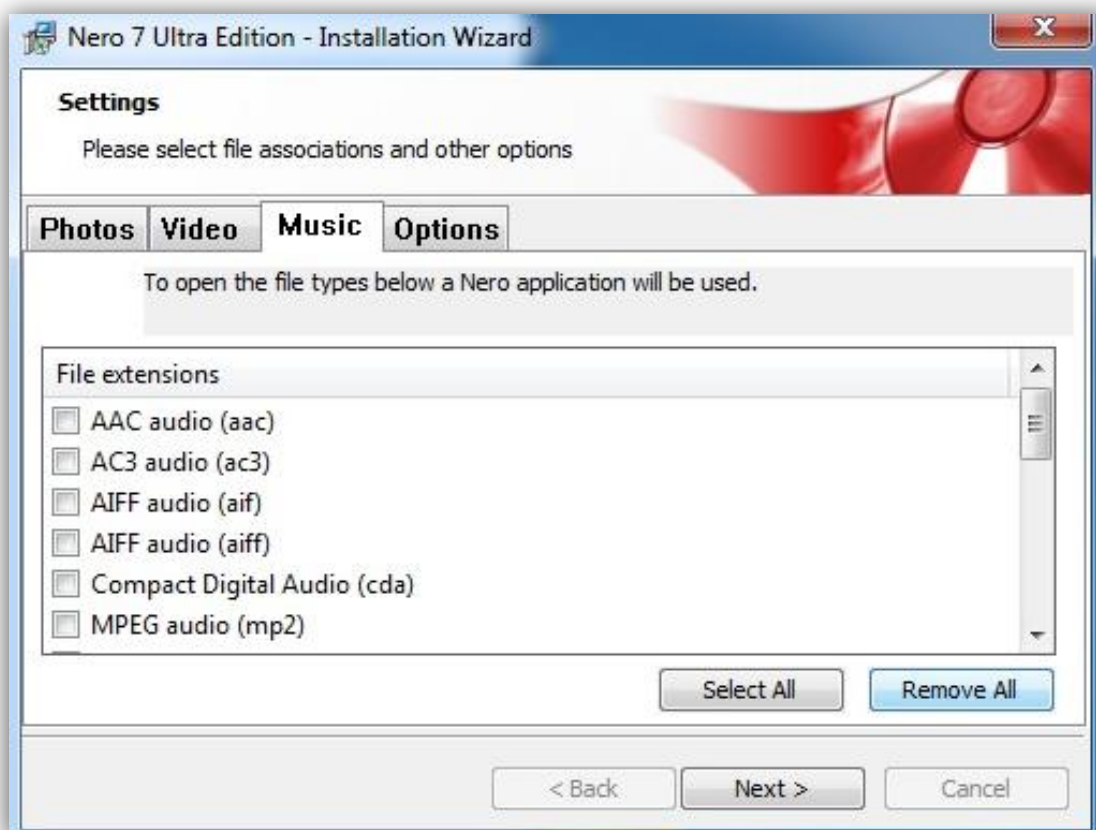 Nero 7 Ultra Edition - Installation Wizard
Settings
Please select file associations and other options
Photos Video Music Options
To open the file types below a Nero application will be used.
File extensions
AAC audio (aac)
AC3 audio (ac3)
AIFF audio (aif)
AIFF audio (aiff)
Compact Digital Audio (cda)
MPEG audio (mp2)
Select All Remove All
< Back Next > Cancel